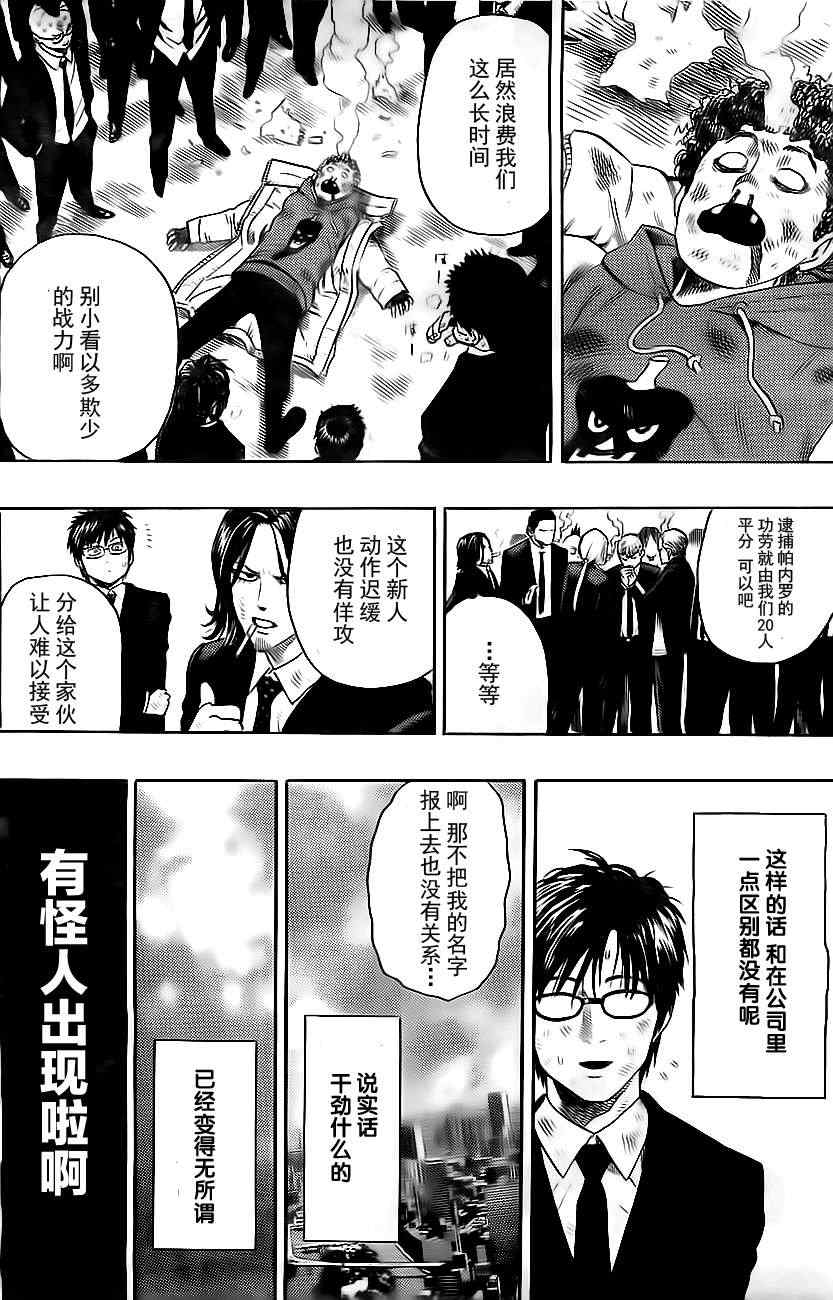 居然浪费我们
这么长时间
别小看以多欺少
的战力啊
逮捕帕内罗的
功劳就由我们20人
平分 可以吧
…等等
这个新人
动作迟缓
也没有佯攻
分给这个家伙
让人难以接受
这样的话 和在公司里
一点区别都没有呢
啊 那不把我的名字
报上去也没有关系…
说实话
干劲什么的
已经变得无所谓
有怪人出现啦啊